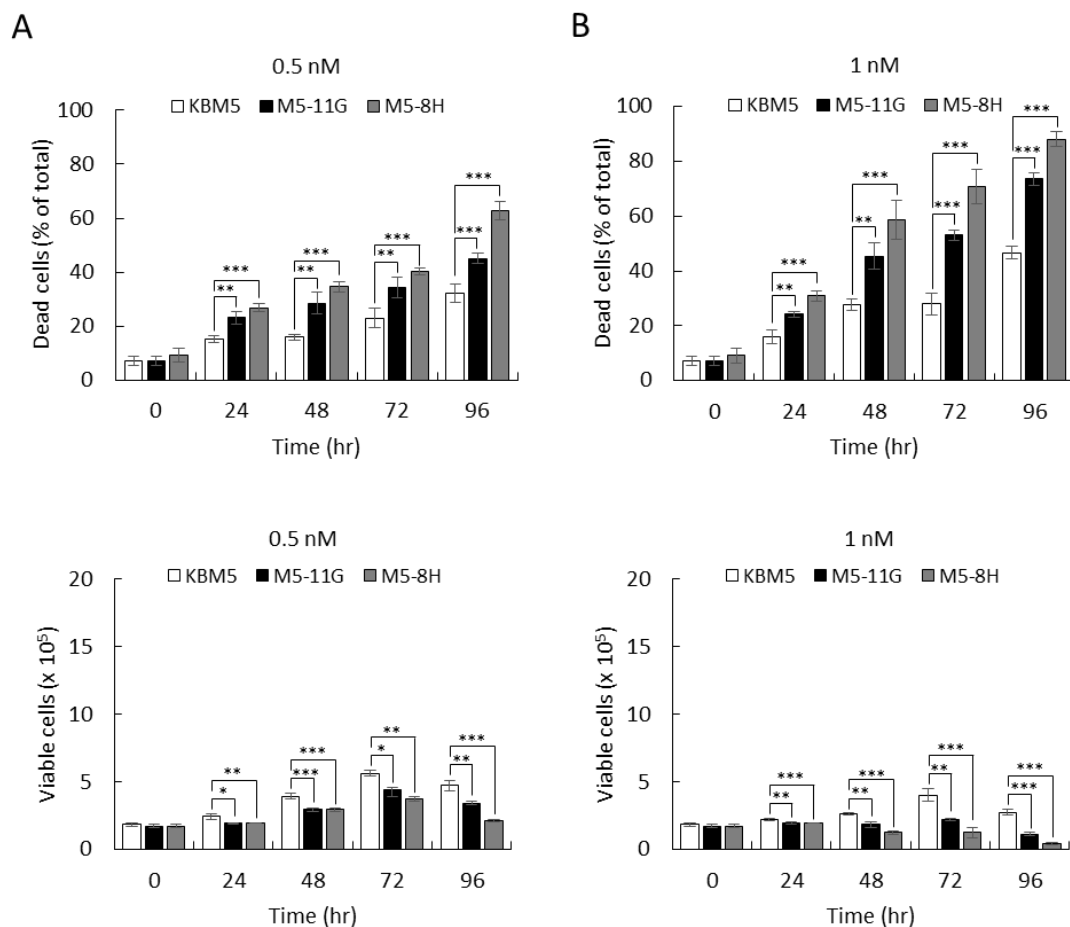 A
0.5 nM
KBM5 M5-11G M5-8H
Dead cells (% of total)
100
80
60
40
20
0
** *** ** *** ** *** *** ***
0 24 48 72 96
Time (hr)
B
1 nM
KBM5 M5-11G M5-8H
Dead cells (% of total)
100
80
60
40
20
0
** *** ** *** *** *** *** ***
0 24 48 72 96
Time (hr)
0.5 nM
KBM5 M5-11G M5-8H
Viable cells (x 10⁵)
20
15
10
5
0
* ** *** *** * ** ** ***
0 24 48 72 96
Time (hr)
1 nM
KBM5 M5-11G M5-8H
Viable cells (x 10⁵)
20
15
10
5
0
** *** ** *** ** *** *** ***
0 24 48 72 96
Time (hr)